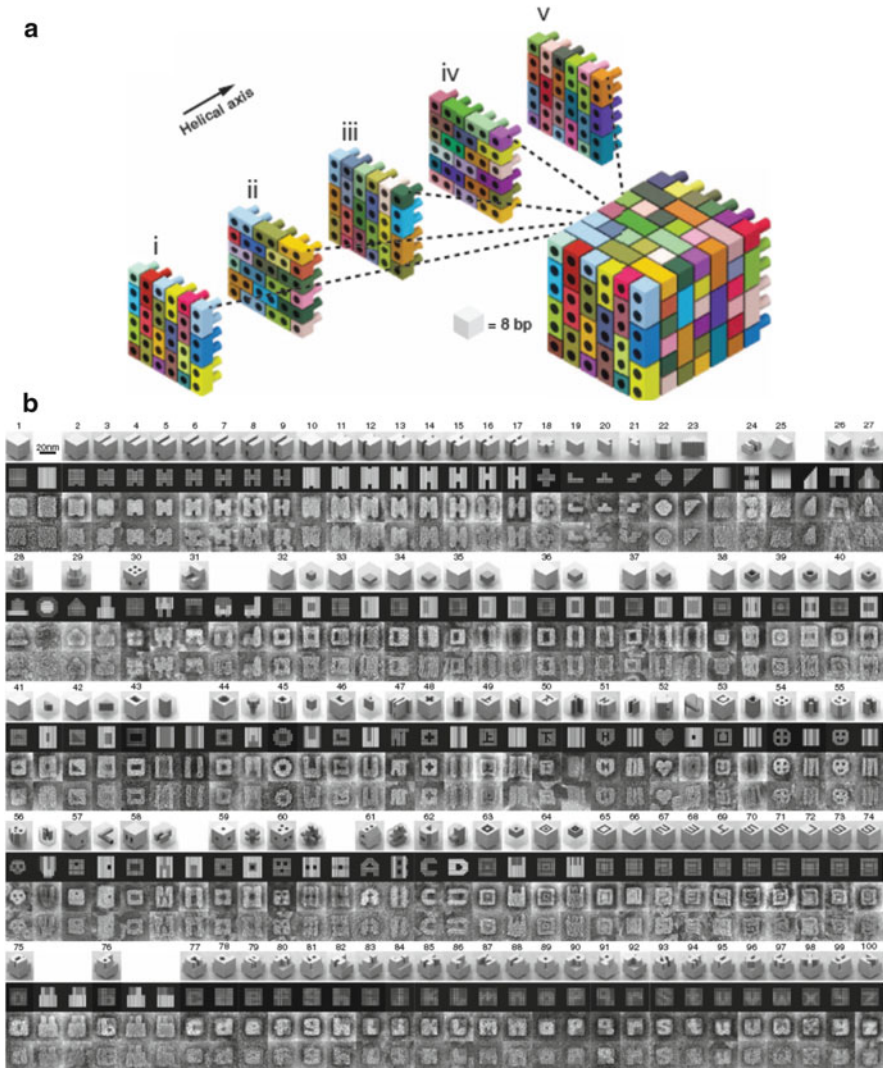 a
Helical axis
i
ii
iii
iv
v
= 8 bp
b
1 20nm 2 3 4 5 6 7 8 9 10 11 12 13 14 15 16 17 18 19 20 21 22 23 24 25 26 27
28 29 30 31 32 33 34 35 36 37 38 39 40
41 42 43 44 45 46 47 48 49 50 51 52 53 54 55
56 57 58 59 60 61 62 63 64 65 66 67 68 69 70 71 72 73 74
75 76 77 78 79 80 81 82 83 84 85 86 87 88 89 90 91 92 93 94 95 96 97 98 99 100